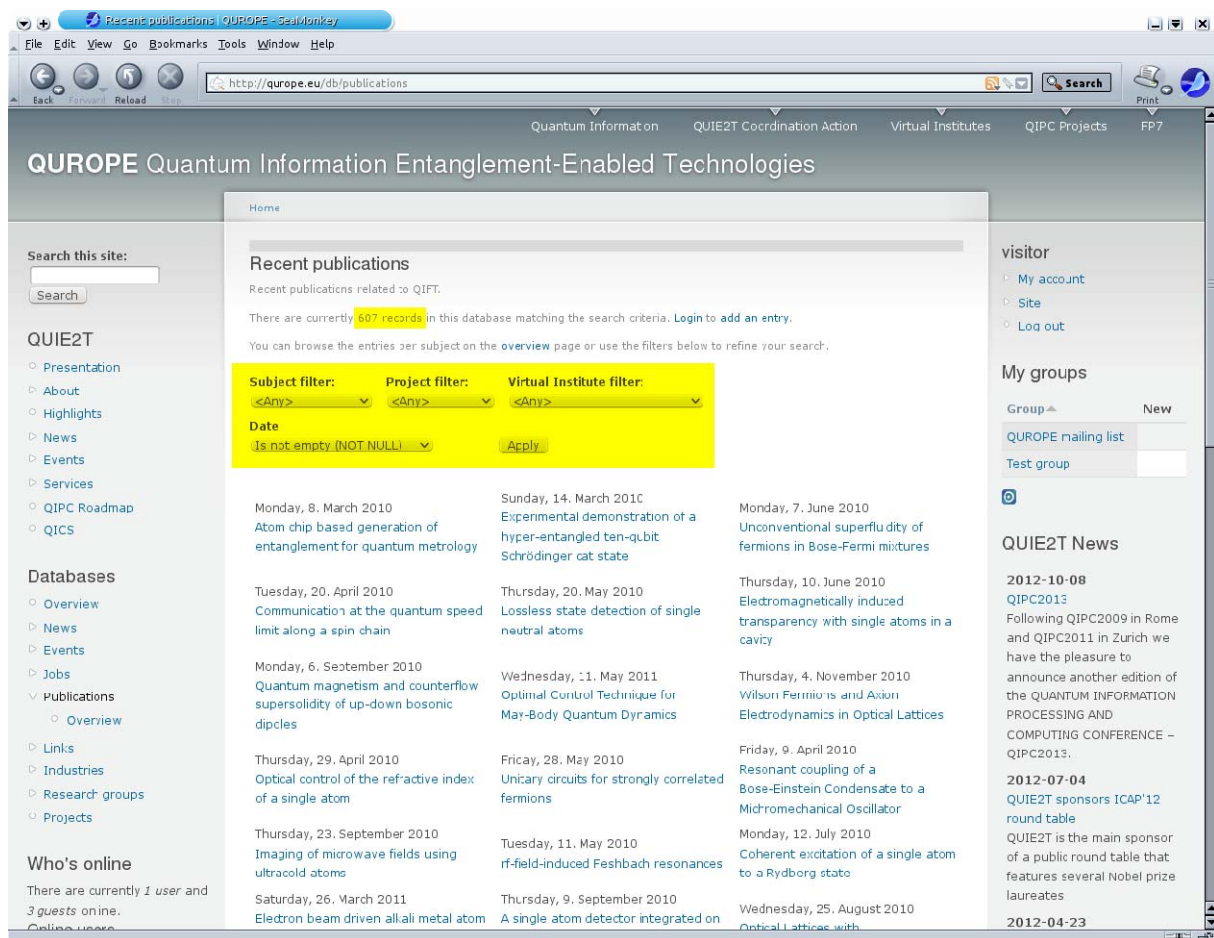 Recent publications | QUROPE - SeaMonkey
File Edit View Go Bookmarks Tools Window Help
Back Forward Reload Stop
http://qurope.eu/db/publications
Search
Print
Quantum Information QUIE2T Coordination Action Virtual Institutes QIPC Projects FP7
QUROPE Quantum Information Entanglement-Enabled Technologies
Home
Search this site:
Search
QUIE2T
Presentation
About
Highlights
News
Events
Services
QIPC Roadmap
QICS
Databases
Overview
News
Events
Jobs
Publications
Overview
Links
Industries
Research groups
Projects
Who's online
There are currently 1 user and
3 guests online.
Online users
Recent publications
Recent publications related to QIFT.
There are currently 607 records in this database matching the search criteria. Login to add an entry.
You can browse the entries per subject on the overview page or use the filters below to refine your search.
Subject filter: Project filter: Virtual Institute filter:
<Any> <Any> <Any>
Date
Is not empty (NOT NULL) Apply
Monday, 8. March 2010
Atom chip based generation of
entanglement for quantum metrology
Sunday, 14. March 2010
Experimental demonstration of a
hyper-entangled ten-qubit
Schrödinger cat state
Monday, 7. June 2010
Unconventional superfluidity of
fermions in Bose-Fermi mixtures
Tuesday, 20. April 2010
Communication at the quantum speed
limit along a spin chain
Thursday, 20. May 2010
Lossless state detection of single
neutral atoms
Thursday, 10. June 2010
Electromagnetically induced
transparency with single atoms in a
cavity
Monday, 6. September 2010
Quantum magnetism and counterflow
supersolidity of up-down bosonic
dipoles
Wednesday, 11. May 2011
Optimal Control Technique for
May-Body Quantum Dynamics
Thursday, 4. November 2010
Wilson Fermions and Axion
Electrodynamics in Optical Lattices
Thursday, 29. April 2010
Optical control of the refractive index
of a single atom
Friday, 28. May 2010
Unitary circuits for strongly correlated
fermions
Friday, 9. April 2010
Resonant coupling of a
Bose-Einstein Condensate to a
Michromechanical Oscillator
Thursday, 23. September 2010
Imaging of microwave fields using
ultracold atoms
Tuesday, 11. May 2010
rf-field-induced Feshbach resonances
Monday, 12. July 2010
Coherent excitation of a single atom
to a Rydberg state
Saturday, 26. March 2011
Electron beam driven alkali metal atom
Thursday, 9. September 2010
A single atom detector integrated on
Wednesday, 25. August 2010
Optical Lattices with
visitor
My account
Site
Log out
My groups
Group New
QUROPE mailing list
Test group
QUIE2T News
2012-10-08
QIPC2013
Following QIPC2009 in Rome
and QIPC2011 in Zurich we
have the pleasure to
announce another edition of
the QUANTUM INFORMATION
PROCESSING AND
COMPUTING CONFERENCE –
QIPC2013.
2012-07-04
QUIE2T sponsors ICAP'12
round table
QUIE2T is the main sponsor
of a public round table that
features several Nobel prize
laureates
2012-04-23